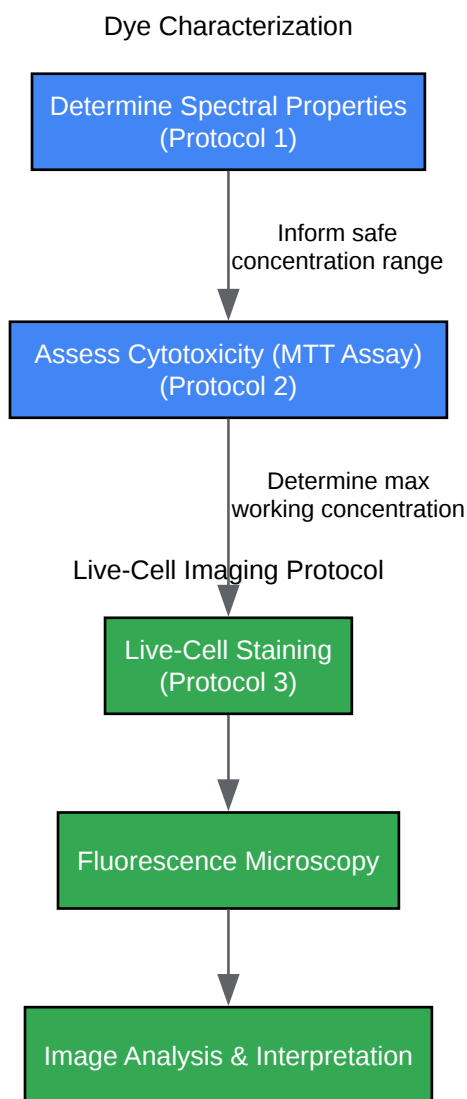 Dye Characterization
Determine Spectral Properties
(Protocol 1)
Inform safe
concentration range
Assess Cytotoxicity (MTT Assay)
(Protocol 2)
Determine max
working concentration
Live-Cell Imaging Protocol
Live-Cell Staining
(Protocol 3)
Fluorescence Microscopy
Image Analysis & Interpretation